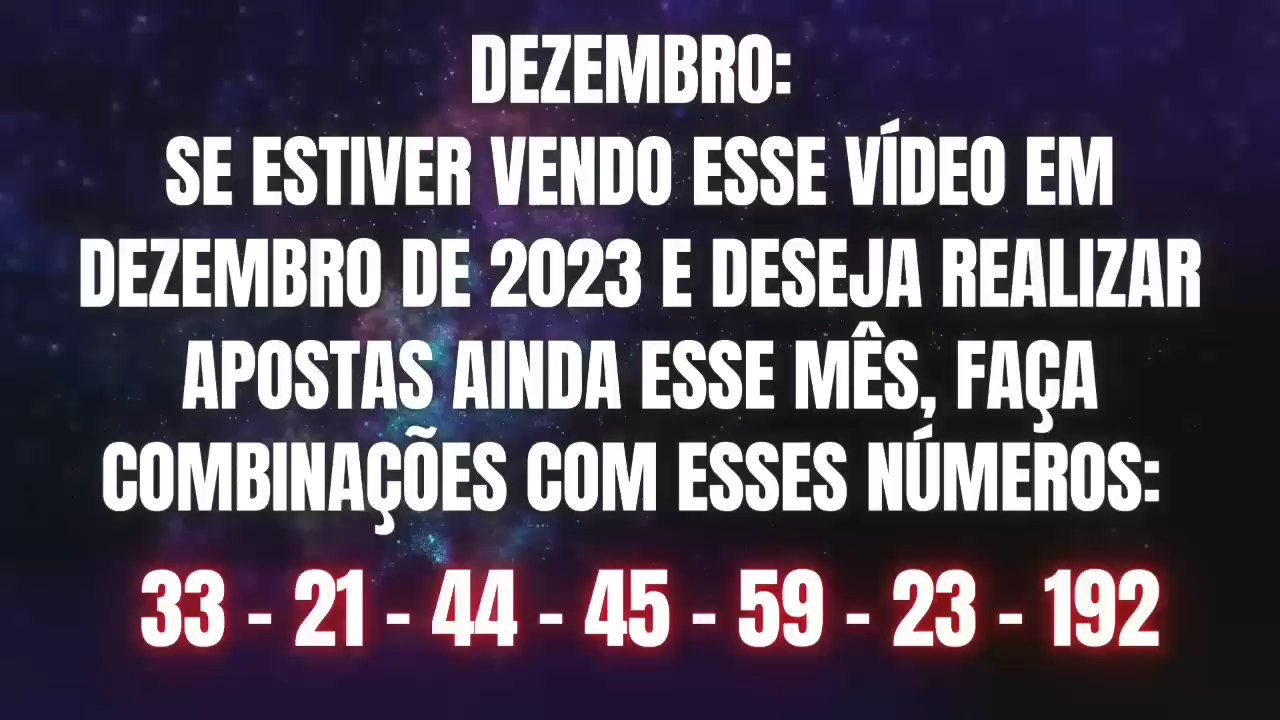 DEZEMBRO:
SE ESTIVER VENDO ESSE VÍDEO EM
DEZEMBRO DE 2023 E DESEJA REALIZAR
APOSTAS AINDA ESSE MÊS, FAÇA
COMBINAÇÕES COM ESSES NÚMEROS:
33 - 21 - 44 - 45 - 59 - 23 - 192